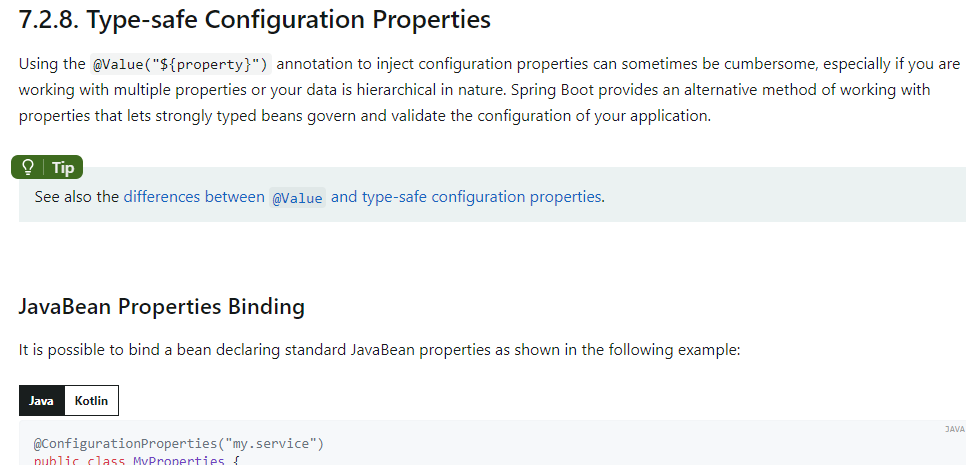 7.2.8. Type-safe Configuration Properties
Using the @Value("${property}") annotation to inject configuration properties can sometimes be cumbersome, especially if you are
working with multiple properties or your data is hierarchical in nature. Spring Boot provides an alternative method of working with
properties that lets strongly typed beans govern and validate the configuration of your application.
Tip
See also the differences between @Value and type-safe configuration properties.
JavaBean Properties Binding
It is possible to bind a bean declaring standard JavaBean properties as shown in the following example:
Java Kotlin
JAVA
@ConfigurationProperties("my.service")
public class MyProperties {